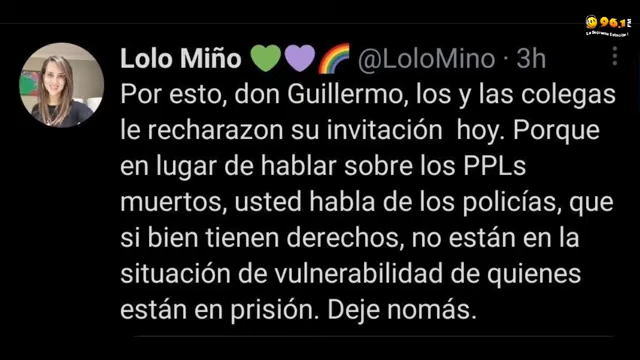 96.1
Lolo Miño 💚💜🌈 @LoloMino · 3h
Por esto, don Guillermo, los y las colegas
le recharazon su invitación hoy. Porque
en lugar de hablar sobre los PPLs
muertos, usted habla de los policías, que
si bien tienen derechos, no están en la
situación de vulnerabilidad de quienes
están en prisión. Deje nomás.